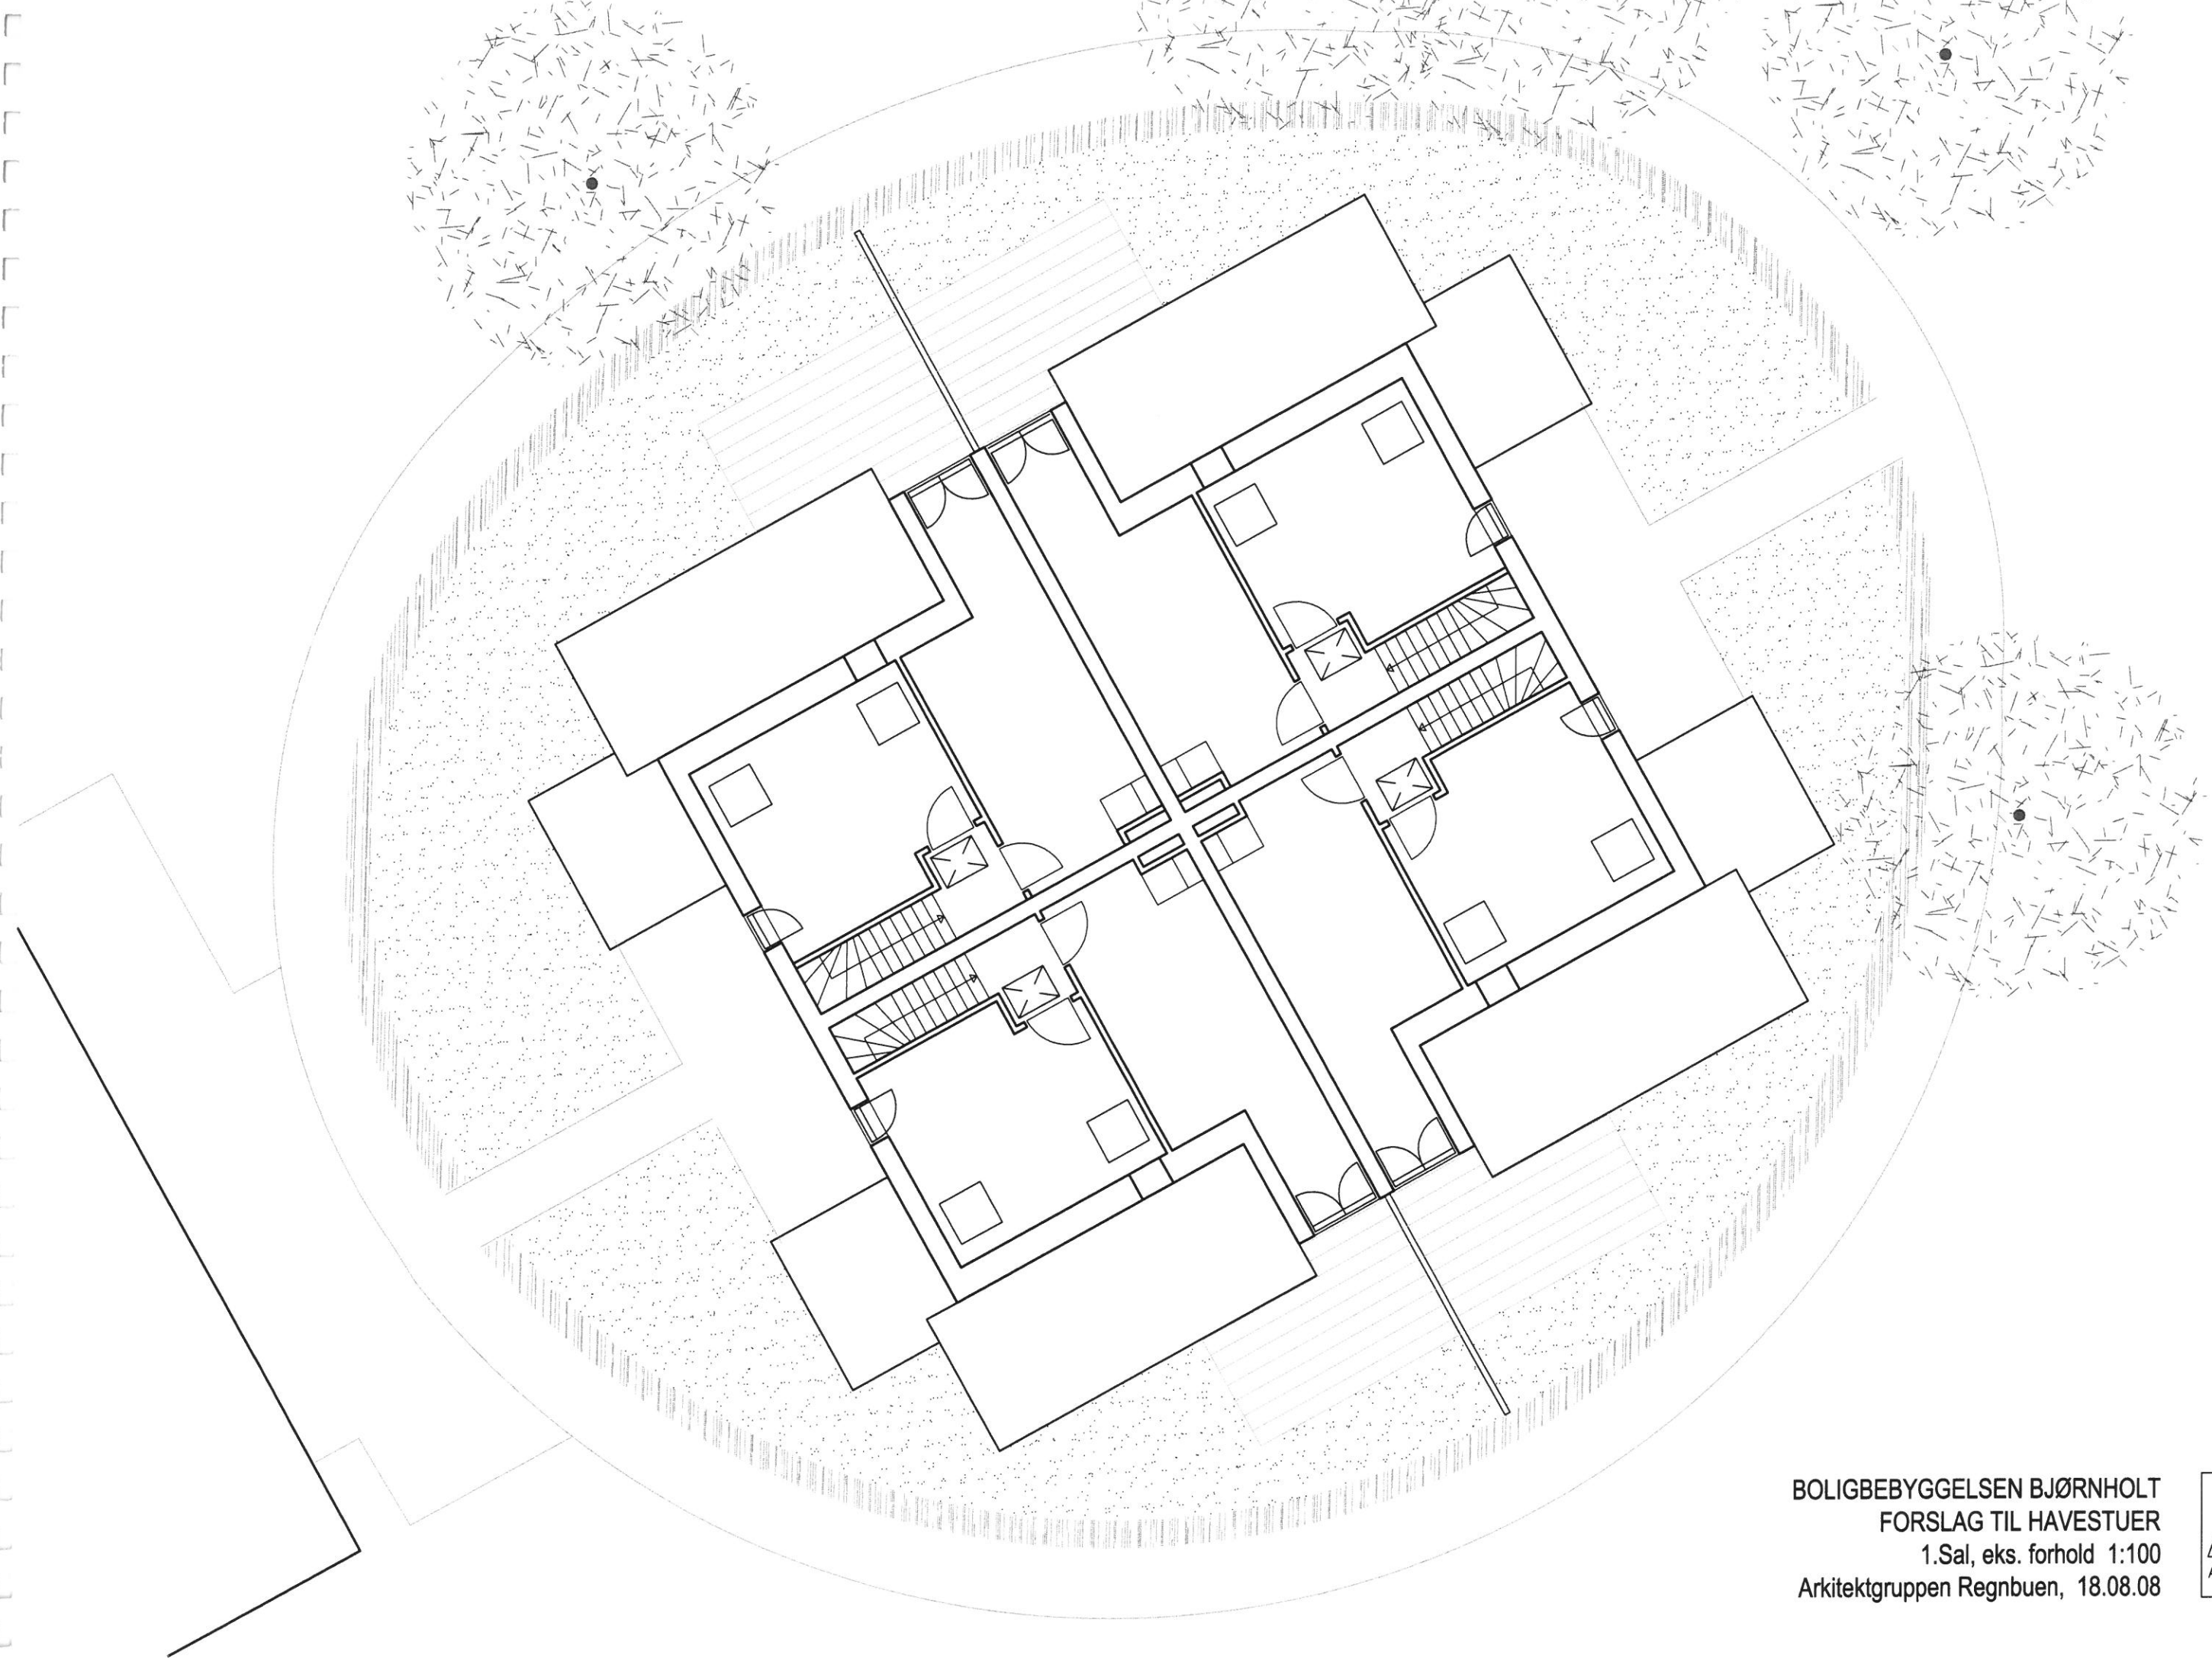 BOLIGBEBYGGELSEN BJØRNHOLT
FORSLAG TIL HAVESTUER
1.Sal, eks. forhold 1:100
Arkitektgruppen Regnbuen, 18.08.08